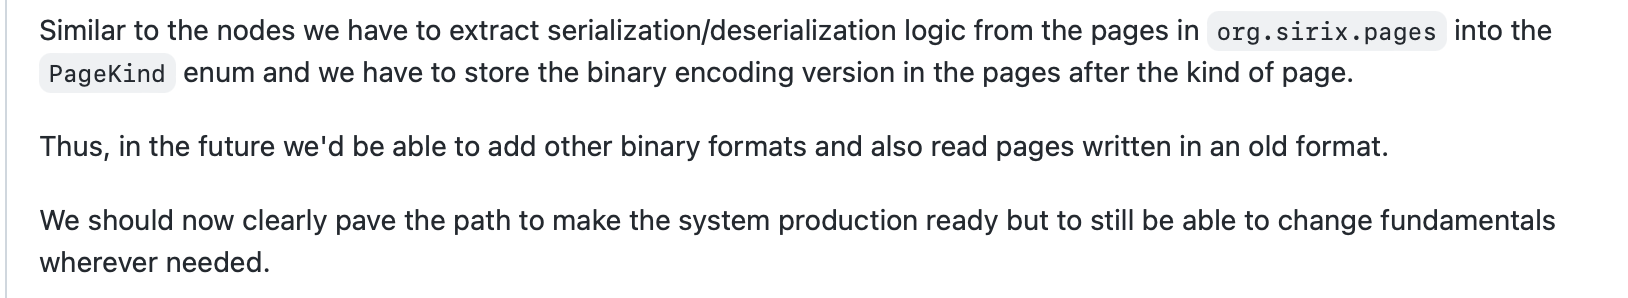 Similar to the nodes we have to extract serialization/deserialization logic from the pages in org.sirix.pages into the
PageKind enum and we have to store the binary encoding version in the pages after the kind of page.
Thus, in the future we'd be able to add other binary formats and also read pages written in an old format.
We should now clearly pave the path to make the system production ready but to still be able to change fundamentals
wherever needed.